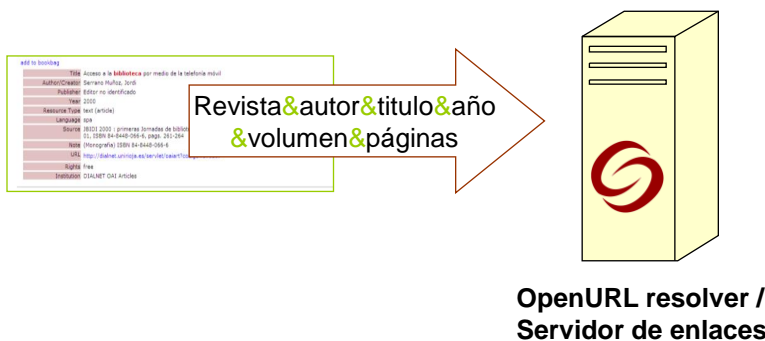 add to bookbag
Title Acceso a la biblioteca por medio de la telefonía móvil
Author/Creator Serrano Muñoz, Jordi
Publisher Editor no identificado
Year 2000
Resource Type text (article)
Language spa
Source JBIDI 2000 : primeras Jornadas de
01, ISBN 84-8448-066-6, pags. 261-264
Note (Monografía) ISBN 84-8448-066-6
URL http://dialnet.unirioja.es/servlet/oaiart?
Rights free
Institution DIALNET OAI Articles
Revista&autor&titulo&año
&volumen&páginas
OpenURL resolver /
Servidor de enlaces